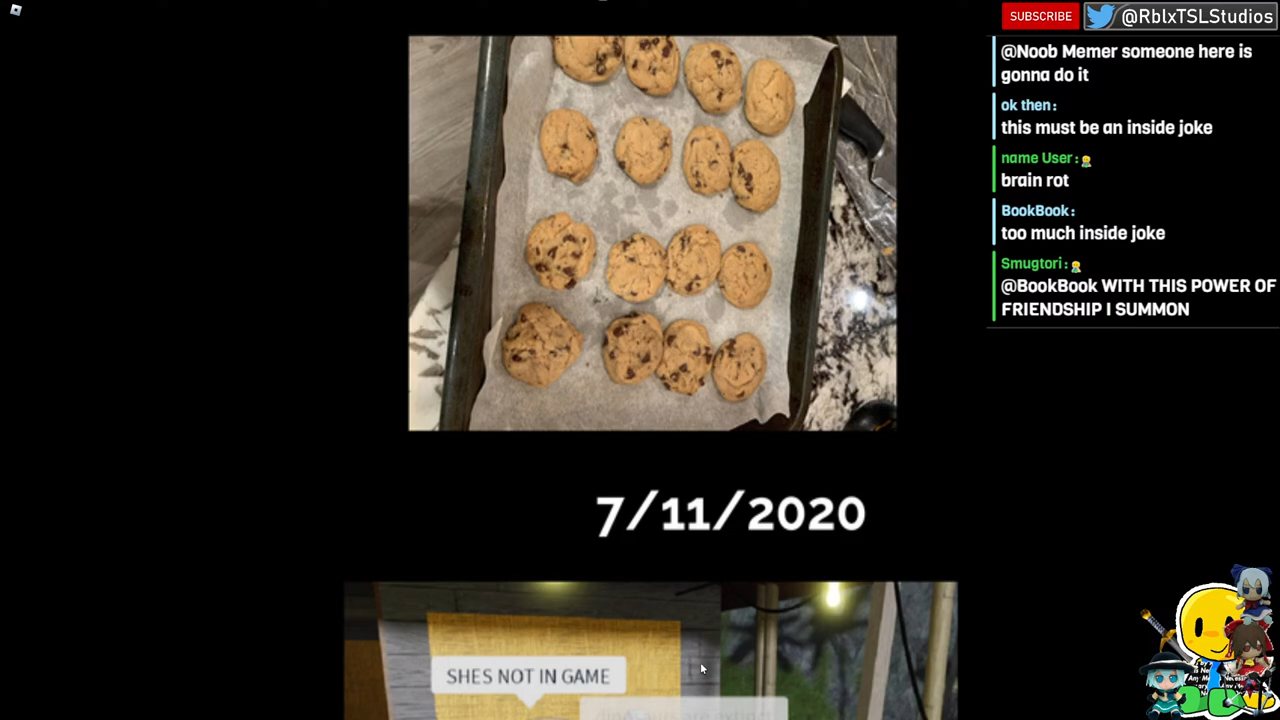 SUBSCRIBE
@RblxTSLStudios
@Noob Memer someone here is
gonna do it
ok then:
this must be an inside joke
name User:
brain rot
BookBook:
too much inside joke
Smugtori:
@BookBook WITH THIS POWER OF
FRIENDSHIP I SUMMON
7/11/2020
SHES NOT IN GAME